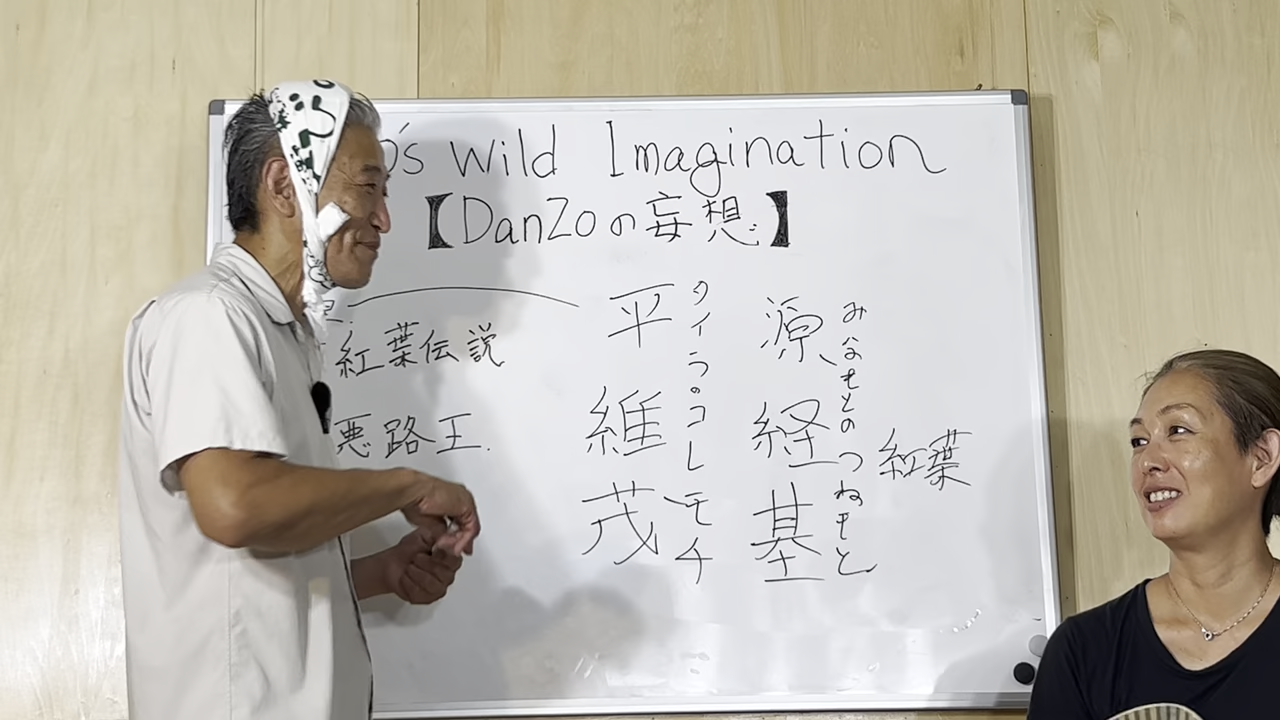 o's Wild Imagination
【DanZoの妄想】
みなもとのつねもと
源経基
紅葉
タイラのコレモチ
平維茂
紅葉伝説
悪路王.